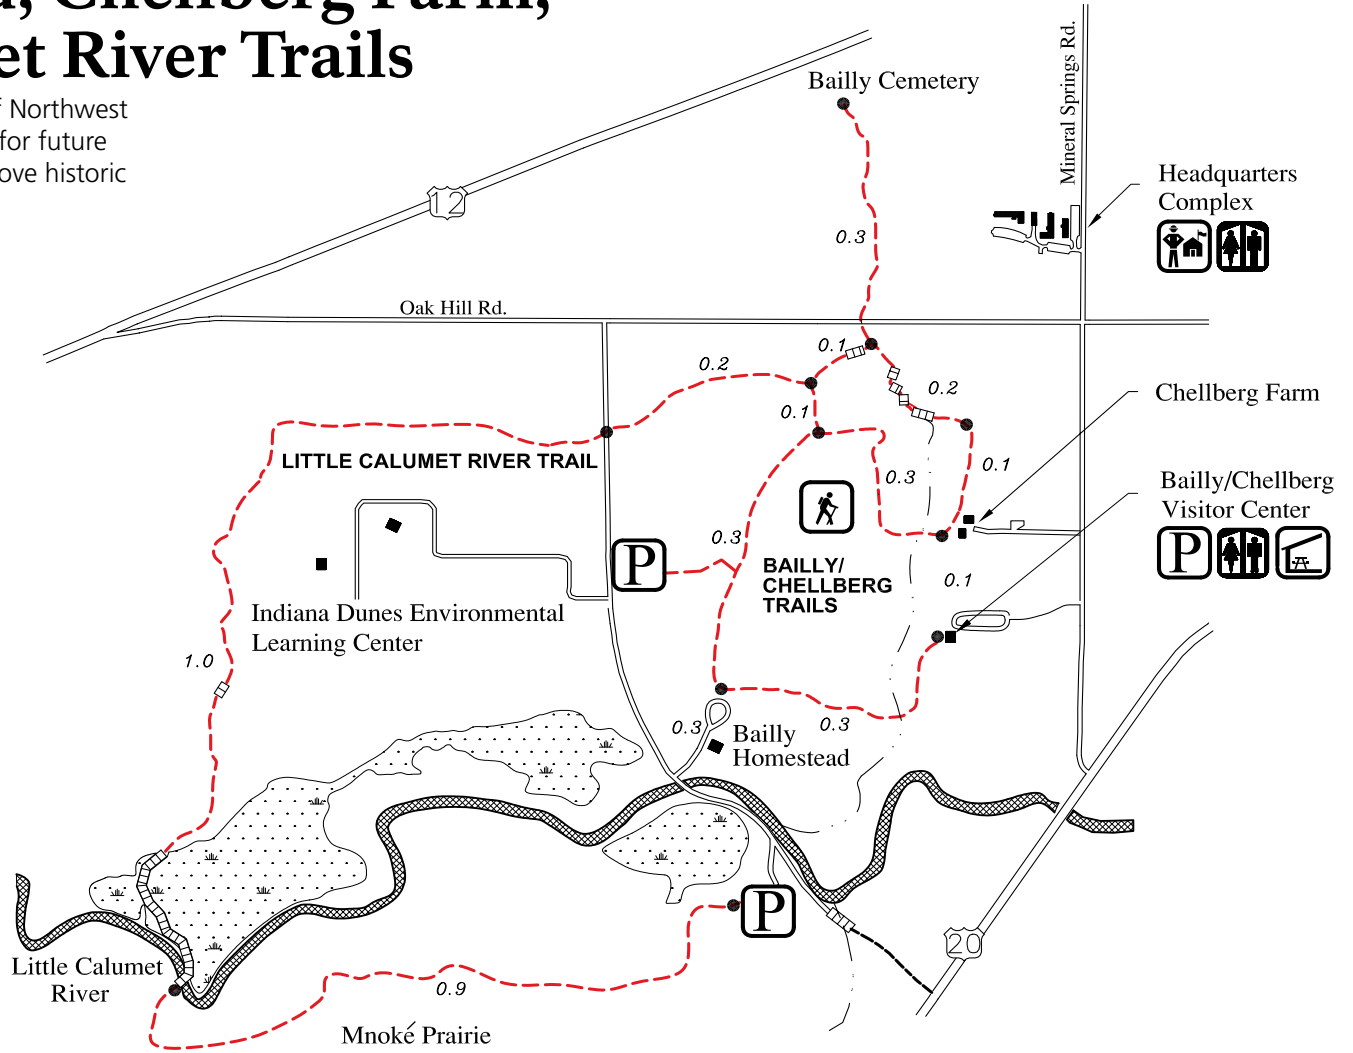 et River Trails
f Northwest
for future
ove historic
Bailly Cemetery
Mineral Springs Rd.
Headquarters
Complex
12
0.3
Oak Hill Rd.
0.1
0.2
0.2
Chellberg Farm
0.1
LITTLE CALUMET RIVER TRAIL
0.1
0.3
Bailly/Chellberg
Visitor Center
P
0.3
P
BAILLY/
CHELLBERG
TRAILS
0.1
Indiana Dunes Environmental
Learning Center
1.0
0.3
0.3
Bailly
Homestead
P
20
Little Calumet
River
0.9
Mnoké Prairie